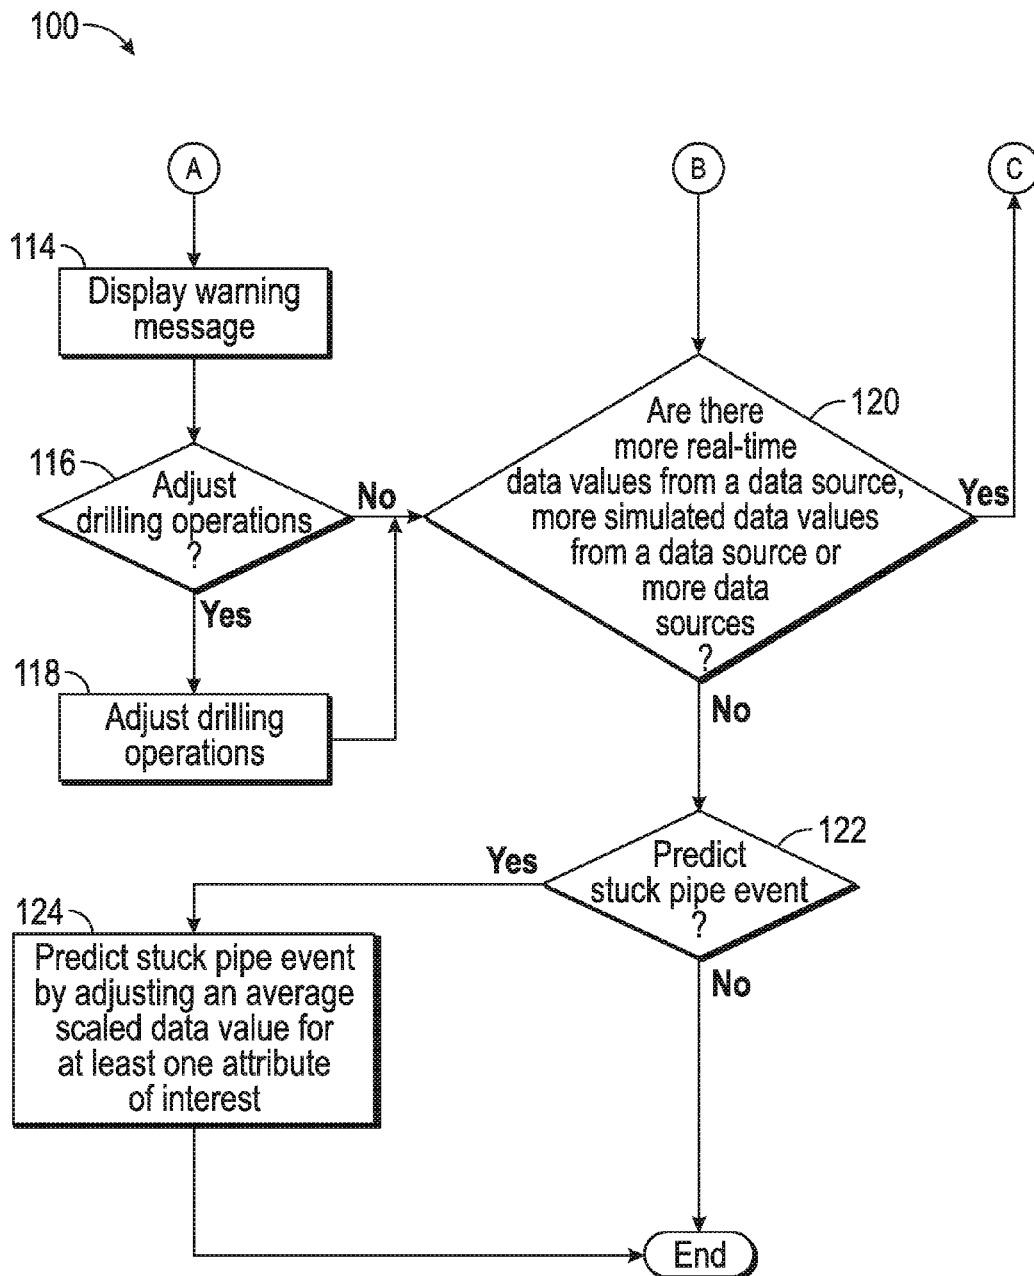 100
A
B
C
114
Display warning
message
116
Adjust
drilling operations
?
No
Yes
118
Adjust drilling
operations
120
Are there
more real-time
data values from a data source,
more simulated data values
from a data source or
more data
sources
?
Yes
No
122
Predict
stuck pipe event
?
Yes
No
124
Predict stuck pipe event
by adjusting an average
scaled data value for
at least one attribute
of interest
End